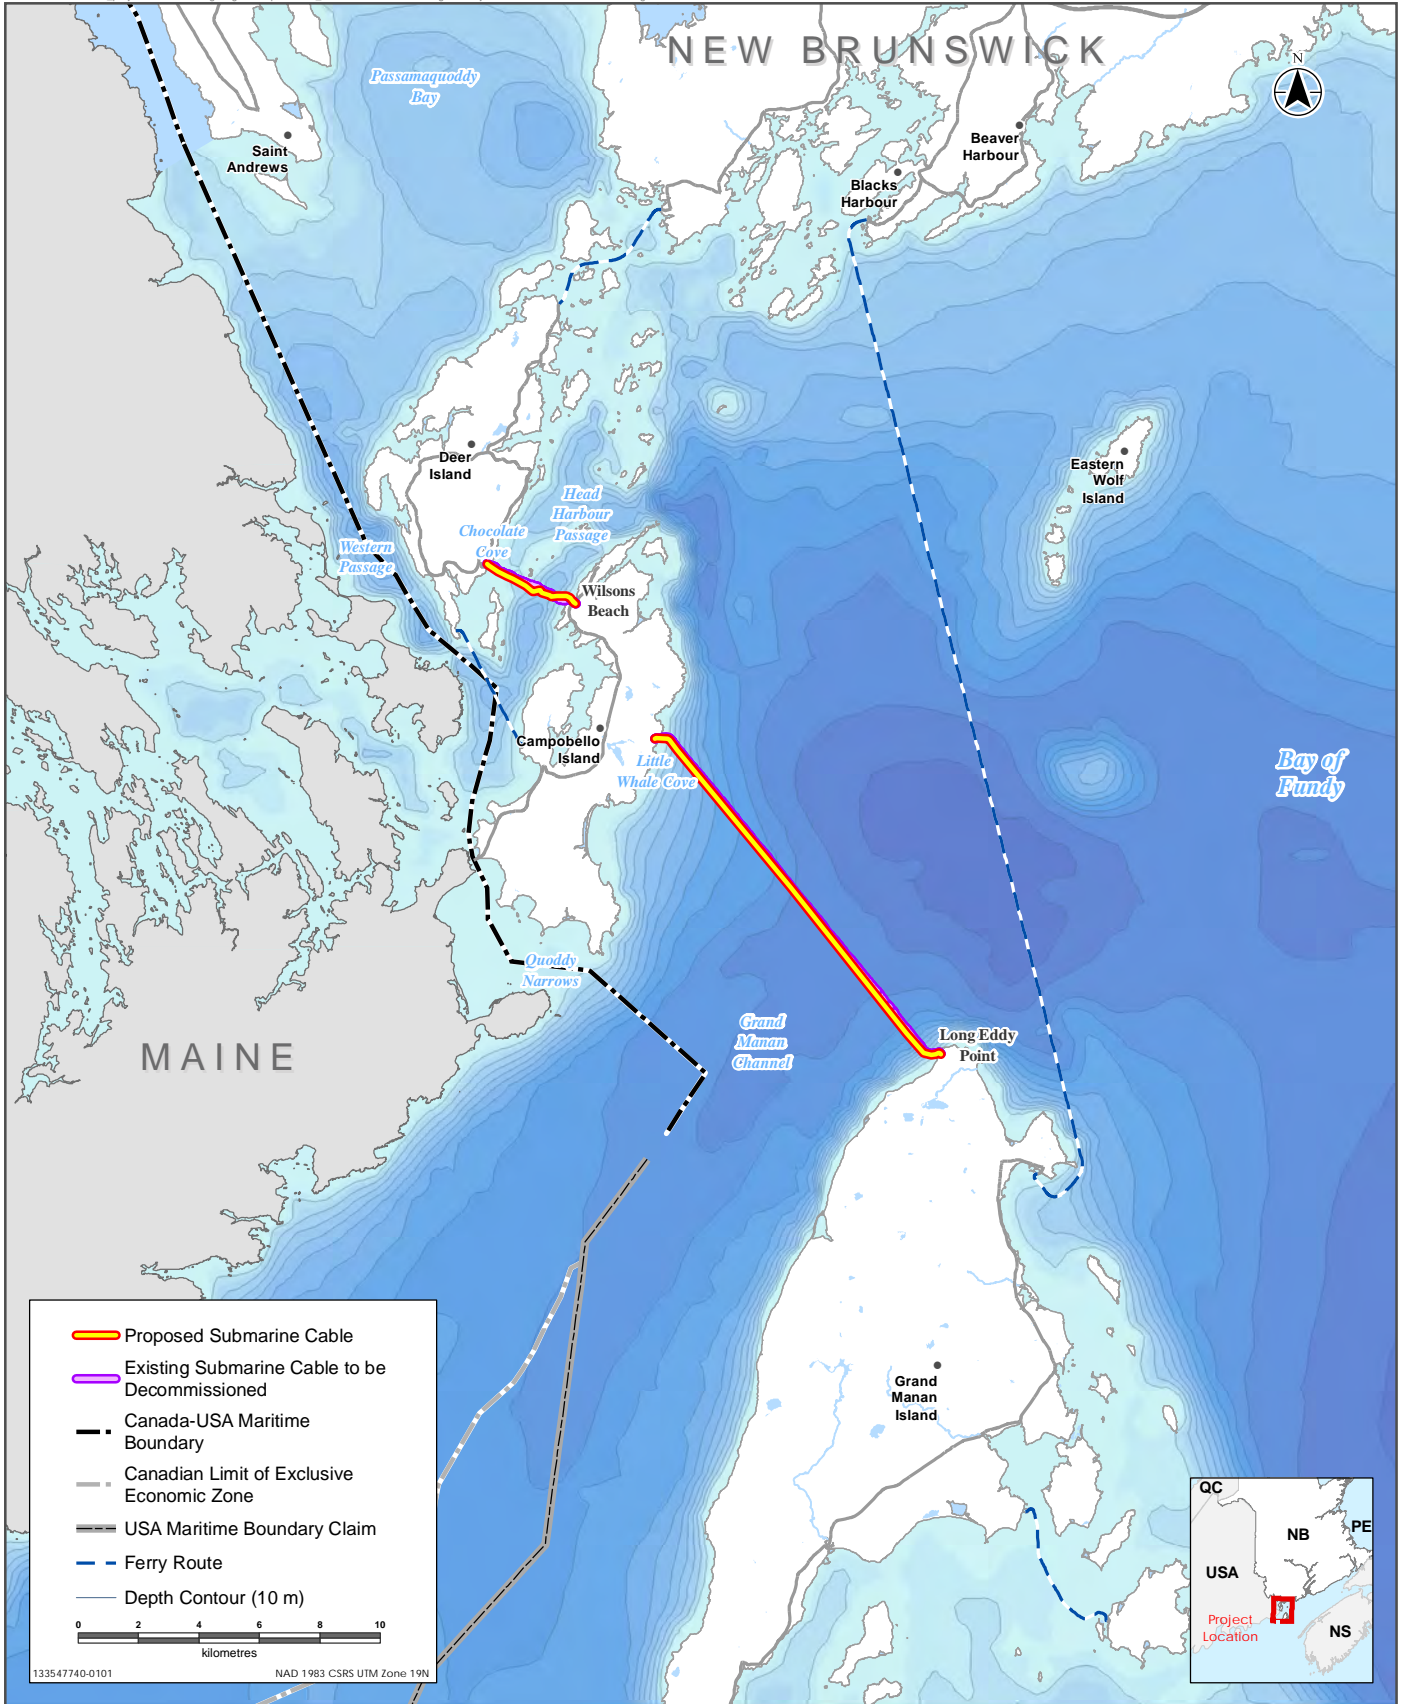 NEW BRUNSWICK
N
Passamaquoddy
Bay
Saint
Andrews
Beaver
Harbour
Blacks
Harbour
Deer
Island
Eastern
Wolf
Island
Head
Harbour
Passage
Chocolate
Cove
Western
Passage
Wilsons
Beach
Campobello
Island
Little
Whale Cove
Bay of
Fundy
Quoddy
Narrows
Grand
Manan
Channel
Long Eddy
Point
MAINE
Grand
Manan
Island
Proposed Submarine Cable
Existing Submarine Cable to be
Decommissioned
Canada-USA Maritime
Boundary
Canadian Limit of Exclusive
Economic Zone
USA Maritime Boundary Claim
Ferry Route
Depth Contour (10 m)
0 2 4 6 8 10
kilometres
133547740-0101 NAD 1983 CSRS UTM Zone 19N
QC
NB
PE
USA
NS
Project
Location